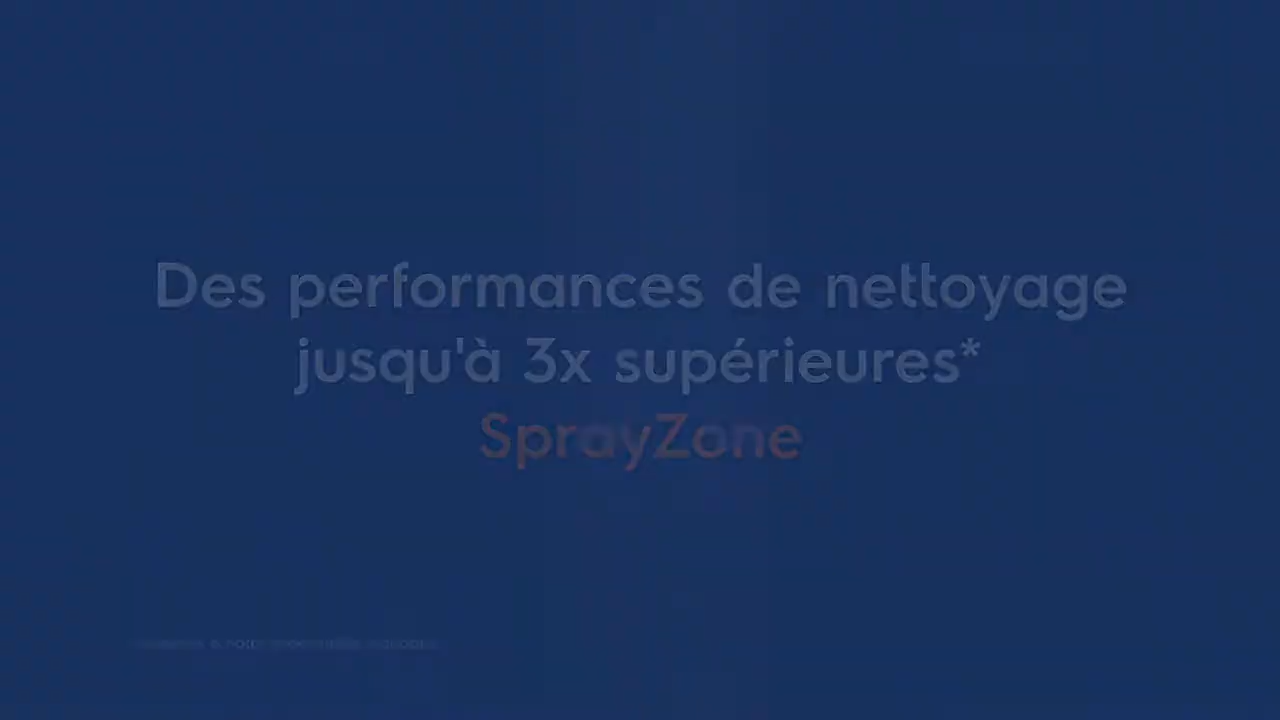 Des performances de nettoyage
jusqu'à 3x supérieures*
SprayZone